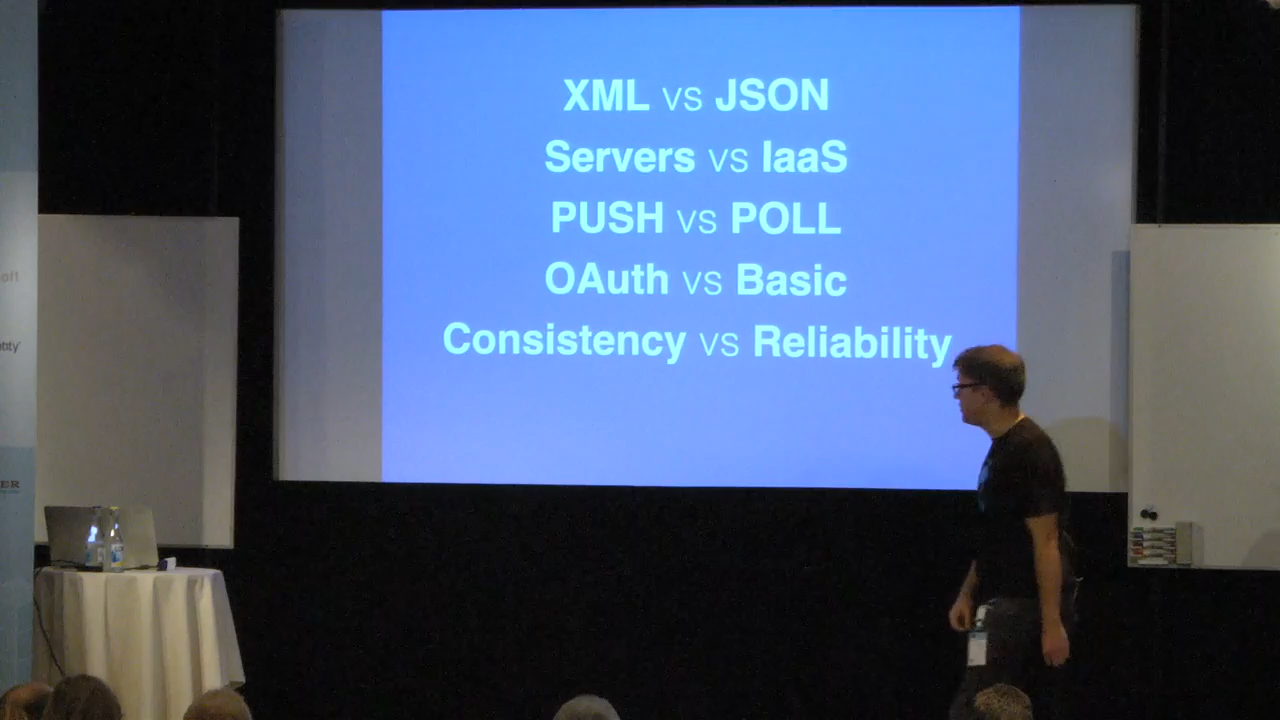 XML vs JSON
Servers vs IaaS
PUSH vs POLL
OAuth vs Basic
Consistency vs Reliability